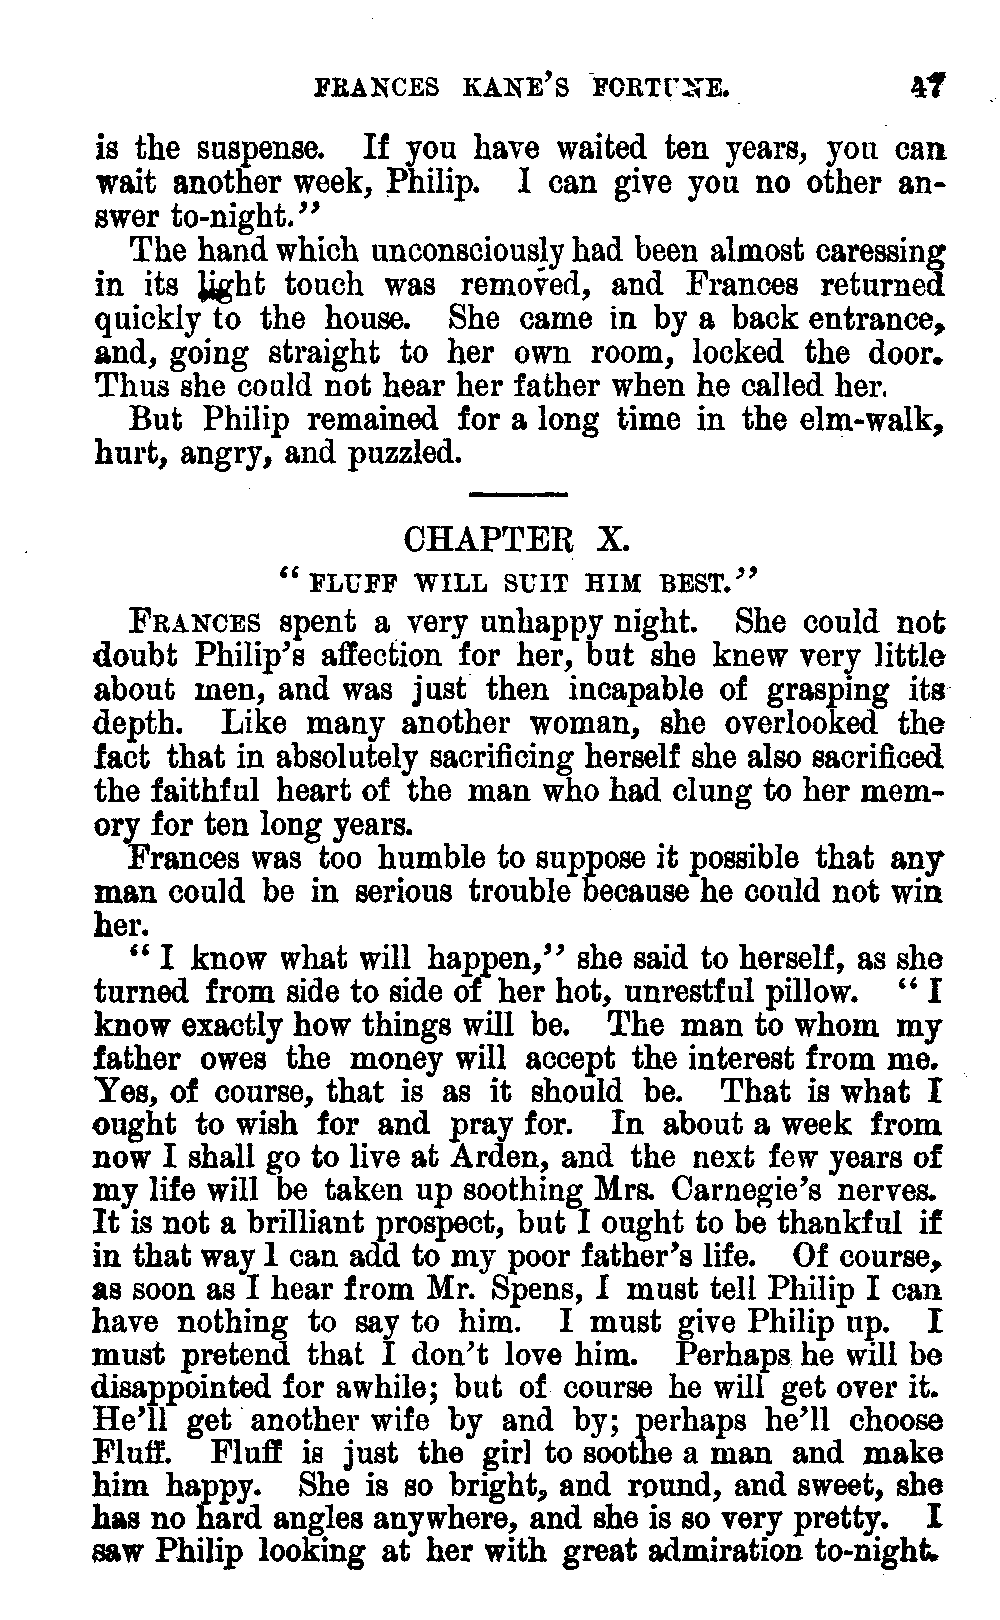 FRANCES KANE'S FORTUNE. 47
is the suspense. If you have waited ten years, you can
wait another week, Philip. I can give you no other an-
swer to-night."
The hand which unconsciously had been almost caressing
in its light touch was removed, and Frances returned
quickly to the house. She came in by a back entrance,
and, going straight to her own room, locked the door.
Thus she could not hear her father when he called her.
But Philip remained for a long time in the elm-walk,
hurt, angry, and puzzled.
CHAPTER X.
"FLUFF WILL SUIT HIM BEST."
FRANCES spent a very unhappy night. She could not
doubt Philip's affection for her, but she knew very little
about men, and was just then incapable of grasping its
depth. Like many another woman, she overlooked the
fact that in absolutely sacrificing herself she also sacrificed
the faithful heart of the man who had clung to her mem-
ory for ten long years.
Frances was too humble to suppose it possible that any
man could be in serious trouble because he could not win
her.
"I know what will happen," she said to herself, as she
turned from side to side of her hot, unrestful pillow. "I
know exactly how things will be. The man to whom my
father owes the money will accept the interest from me.
Yes, of course, that is as it should be. That is what I
ought to wish for and pray for. In about a week from
now I shall go to live at Arden, and the next few years of
my life will be taken up soothing Mrs. Carnegie's nerves.
It is not a brilliant prospect, but I ought to be thankful if
in that way I can add to my poor father's life. Of course,
as soon as I hear from Mr. Spens, I must tell Philip I can
have nothing to say to him. I must give Philip up. I
must pretend that I don't love him. Perhaps he will be
disappointed for awhile; but of course he will get over it.
He'll get another wife by and by; perhaps he'll choose
Fluff. Fluff is just the girl to soothe a man and make
him happy. She is so bright, and round, and sweet, she
has no hard angles anywhere, and she is so very pretty. I
saw Philip looking at her with great admiration to-night.